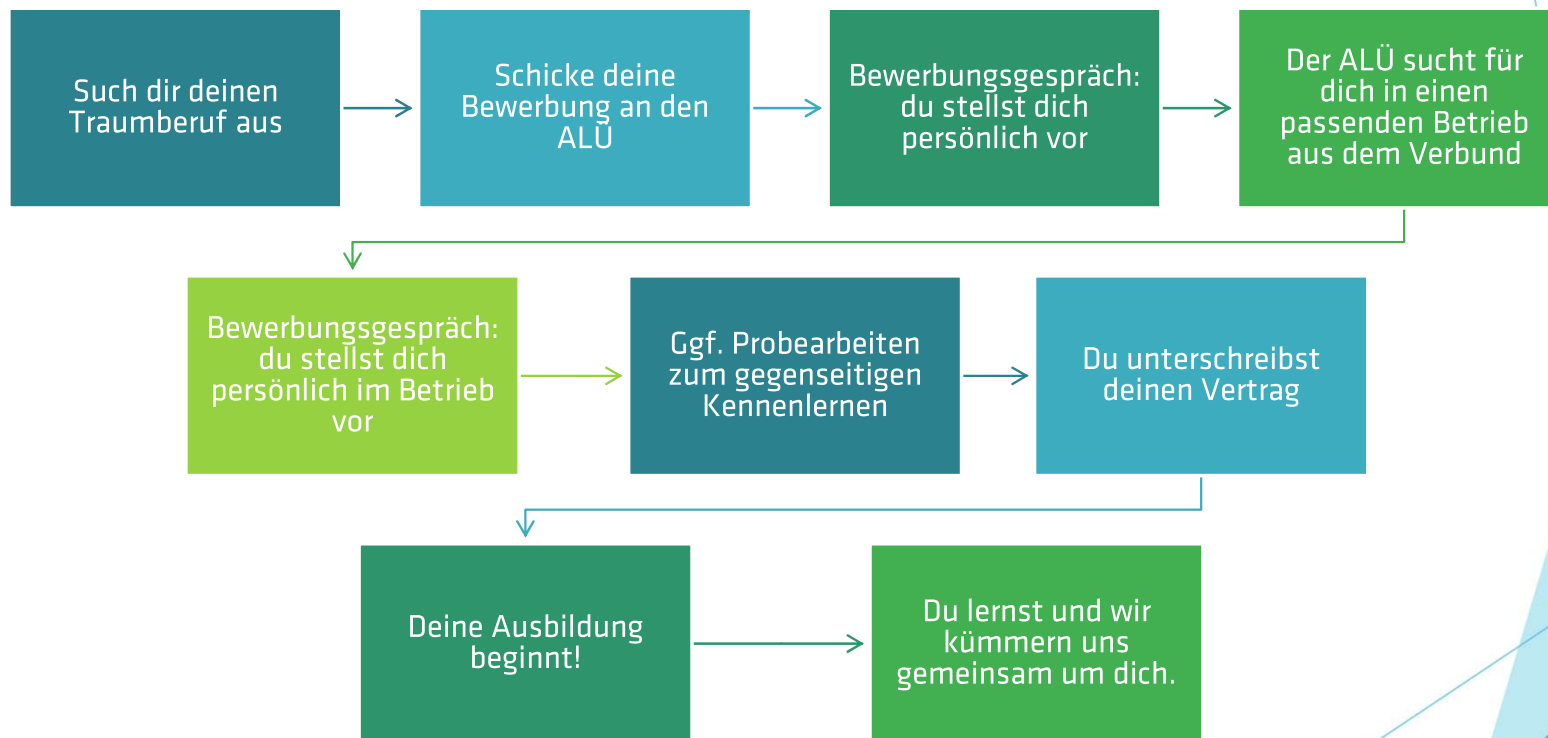 Such dir deinen
Traumberuf aus
Schicke deine
Bewerbung an den
ALÜ
Bewerbungsgespräch:
du stellst dich
persönlich vor
Der ALÜ sucht für
dich in einen
passenden Betrieb
aus dem Verbund
Bewerbungsgespräch:
du stellst dich
persönlich im Betrieb
vor
Ggf. Probearbeiten
zum gegenseitigen
Kennenlernen
Du unterschreibst
deinen Vertrag
Deine Ausbildung
beginnt!
Du lernst und wir
kümmern uns
gemeinsam um dich.